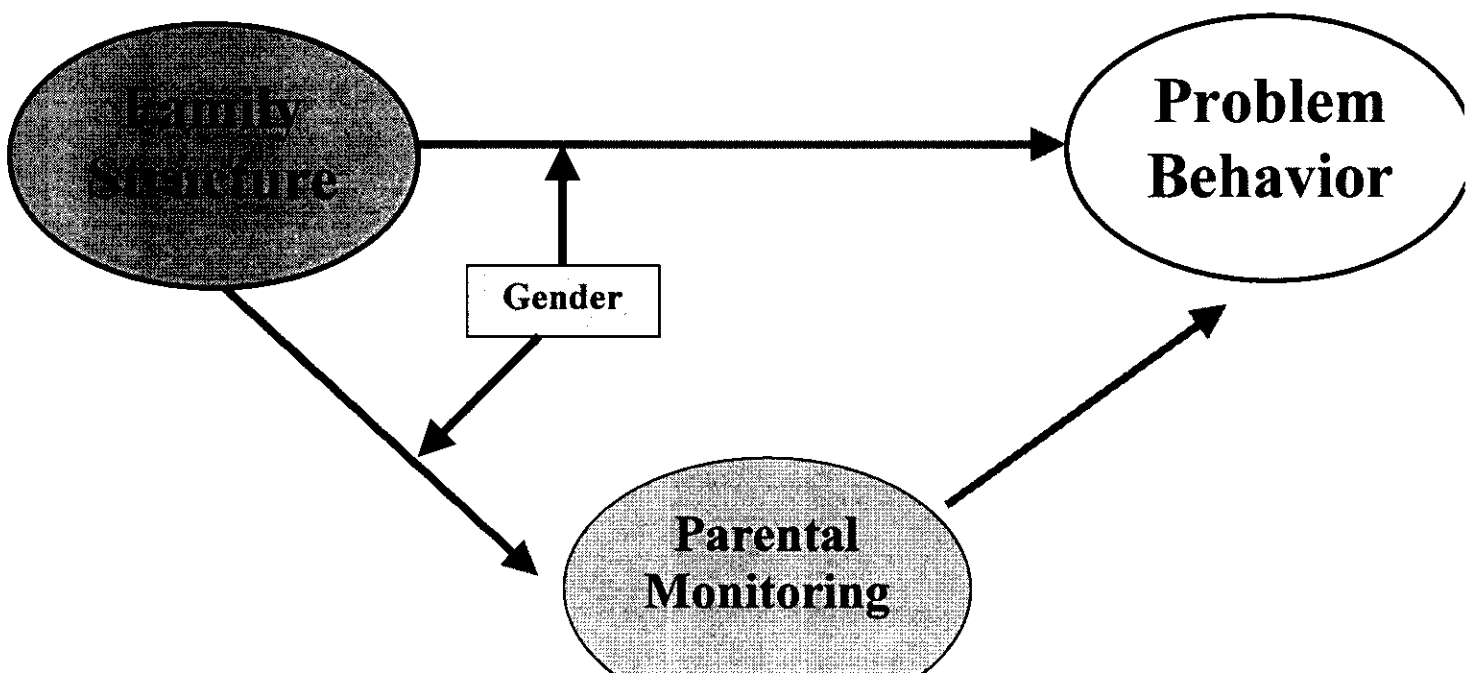 Family
Structure
Problem
Behavior
Gender
Parental
Monitoring